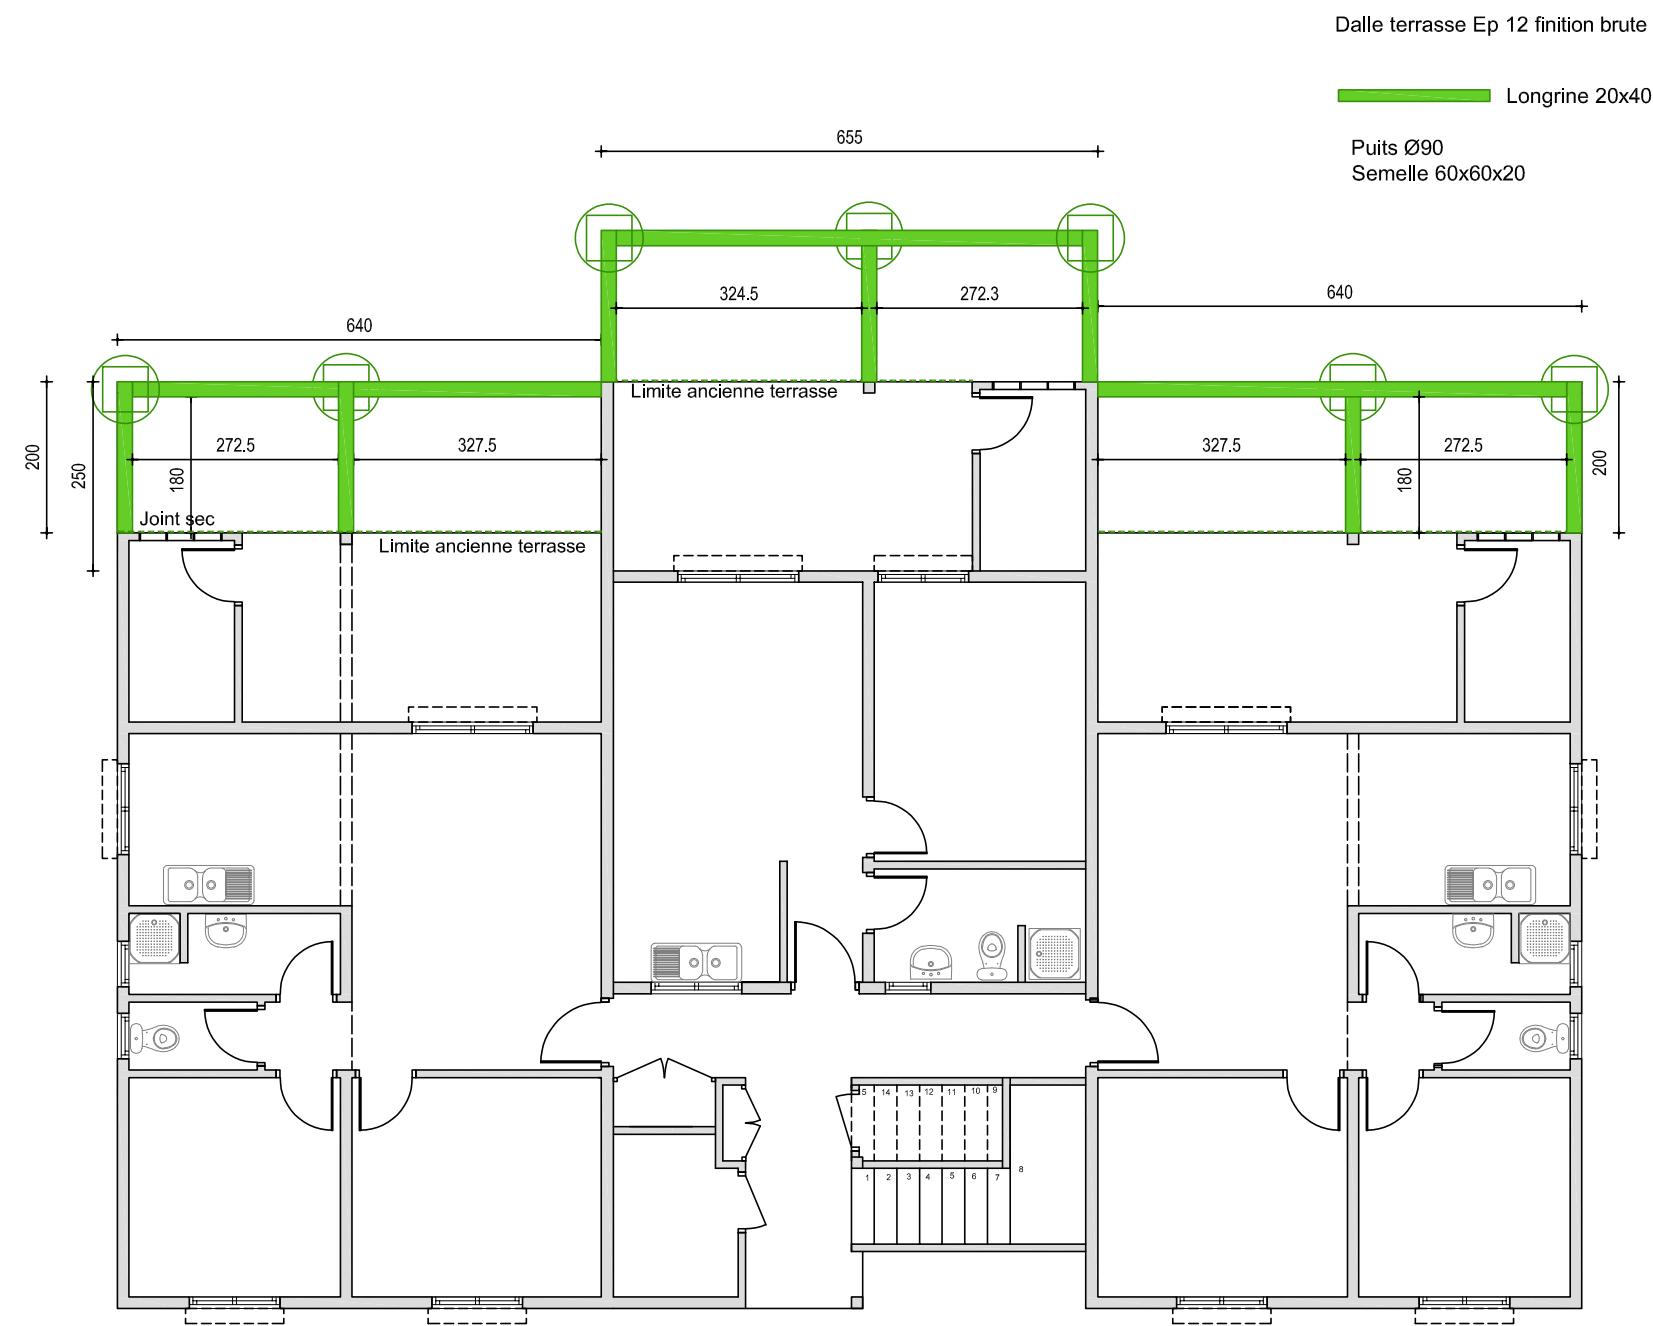 Dalle terrasse Ep 12 finition brute
Longrine 20x40
655
Puits Ø90
Semelle 60x60x20
324.5
272.3
640
640
Limite ancienne terrasse
200
250
272.5
180
327.5
327.5
180
272.5
200
Joint sec
Limite ancienne terrasse
5 14 13 12 11 10 9
1 2 3 4 5 6 7 8